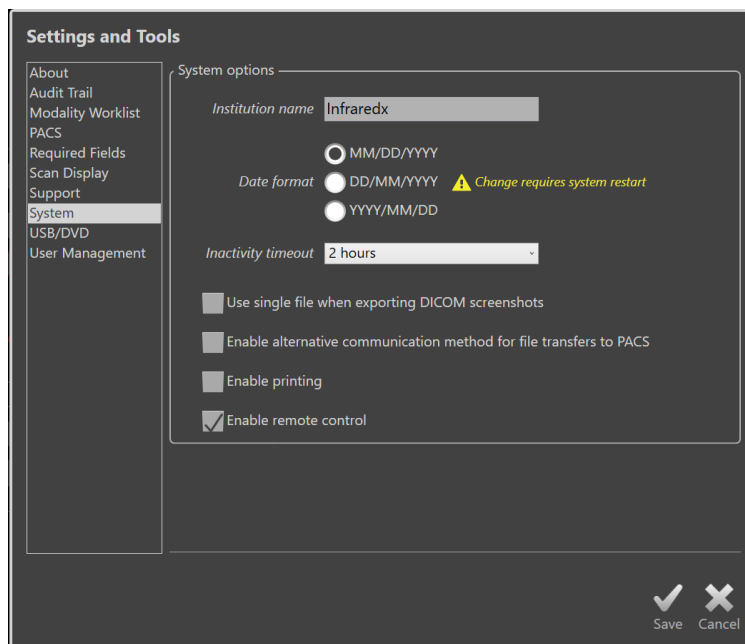 Settings and Tools
About
Audit Trail
Modality Worklist
PACS
Required Fields
Scan Display
Support
System
USB/DVD
User Management
System options
Institution name Infraredx
MM/DD/YYYY
Date format DD/MM/YYYY Change requires system restart
YYYY/MM/DD
Inactivity timeout 2 hours
Use single file when exporting DICOM screenshots
Enable alternative communication method for file transfers to PACS
Enable printing
Enable remote control
Save Cancel